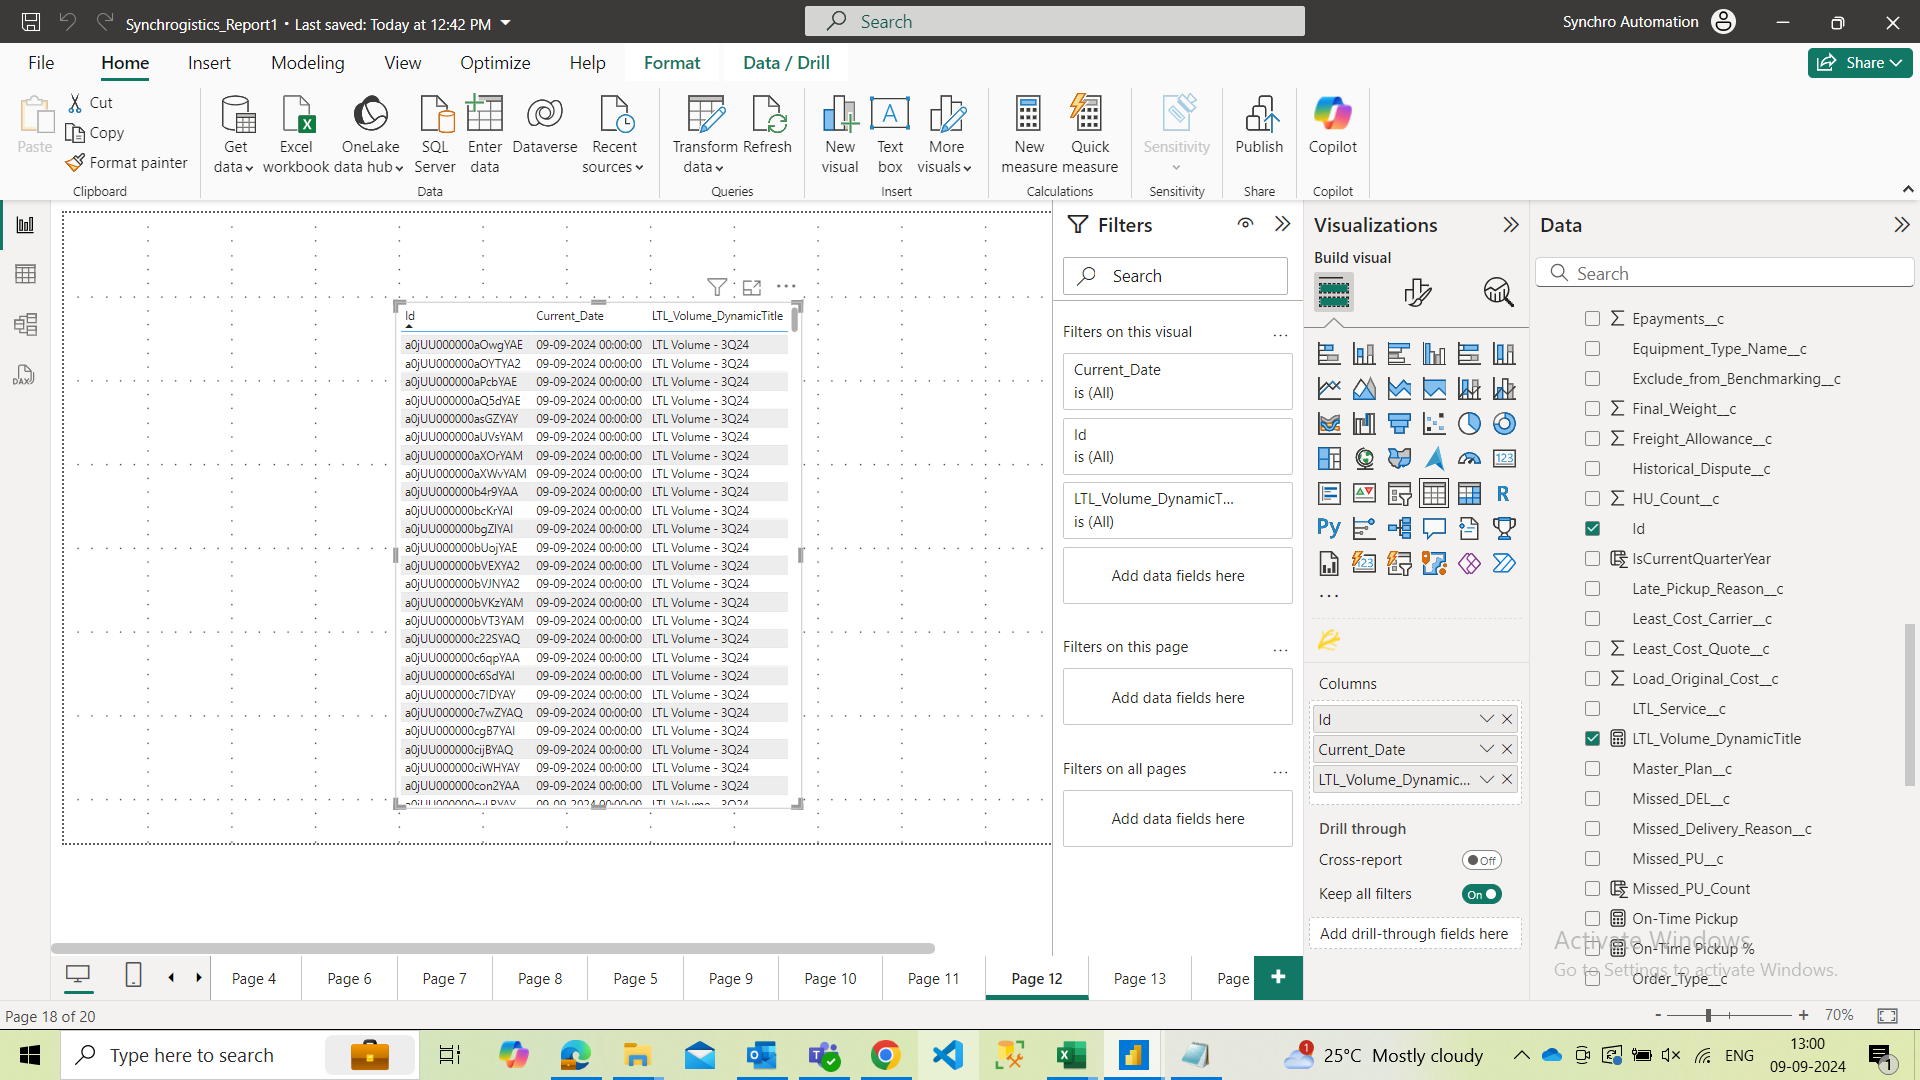 Synchrogistics_Report1 • Last saved: Today at 12:42 PM
Search
Synchro Automation
File
Home
Insert
Modeling
View
Optimize
Help
Format
Data / Drill
Share
Paste
Cut
Copy
Format painter
Clipboard
Get data
Excel workbook
OneLake data hub
SQL Server
Enter data
Dataverse
Recent sources
Data
Transform data
Refresh
Queries
New visual
Text box
More visuals
Insert
New measure
Quick measure
Calculations
Sensitivity
Sensitivity
Publish
Share
Copilot
Copilot
Id Current_Date LTL_Volume_DynamicTitle
a0jUU000000aOwgYAE 09-09-2024 00:00:00 LTL Volume - 3Q24
a0jUU000000aOYTYA2 09-09-2024 00:00:00 LTL Volume - 3Q24
a0jUU000000aPcbYAE 09-09-2024 00:00:00 LTL Volume - 3Q24
a0jUU000000aQ5dYAE 09-09-2024 00:00:00 LTL Volume - 3Q24
a0jUU000000asGZYAY 09-09-2024 00:00:00 LTL Volume - 3Q24
a0jUU000000aUVsYAM 09-09-2024 00:00:00 LTL Volume - 3Q24
a0jUU000000aXOrYAM 09-09-2024 00:00:00 LTL Volume - 3Q24
a0jUU000000aXWvYAM 09-09-2024 00:00:00 LTL Volume - 3Q24
a0jUU000000b4r9YAA 09-09-2024 00:00:00 LTL Volume - 3Q24
a0jUU000000bcKrYAI 09-09-2024 00:00:00 LTL Volume - 3Q24
a0jUU000000bgZIYAI 09-09-2024 00:00:00 LTL Volume - 3Q24
a0jUU000000bUojYAE 09-09-2024 00:00:00 LTL Volume - 3Q24
a0jUU000000bVEXYA2 09-09-2024 00:00:00 LTL Volume - 3Q24
a0jUU000000bVJNYA2 09-09-2024 00:00:00 LTL Volume - 3Q24
a0jUU000000bVKzYAM 09-09-2024 00:00:00 LTL Volume - 3Q24
a0jUU000000bVT3YAM 09-09-2024 00:00:00 LTL Volume - 3Q24
a0jUU000000c22SYAQ 09-09-2024 00:00:00 LTL Volume - 3Q24
a0jUU000000c6qpYAA 09-09-2024 00:00:00 LTL Volume - 3Q24
a0jUU000000c6SdYAI 09-09-2024 00:00:00 LTL Volume - 3Q24
a0jUU000000c7IDYAY 09-09-2024 00:00:00 LTL Volume - 3Q24
a0jUU000000c7wZYAQ 09-09-2024 00:00:00 LTL Volume - 3Q24
a0jUU000000cgB7YAI 09-09-2024 00:00:00 LTL Volume - 3Q24
a0jUU000000cijBYAQ 09-09-2024 00:00:00 LTL Volume - 3Q24
a0jUU000000ciWHYAY 09-09-2024 00:00:00 LTL Volume - 3Q24
a0jUU000000con2YAA 09-09-2024 00:00:00 LTL Volume - 3Q24
09-09-2024 00:00:00 LTL Volume - 3Q24
Filters
Search
Filters on this visual
Current_Date
is (All)
Id
is (All)
LTL_Volume_DynamicT...
is (All)
Add data fields here
Filters on this page
Add data fields here
Filters on all pages
Add data fields here
Visualizations
Build visual
Columns
Id
Current_Date
LTL_Volume_Dynamic...
Drill through
Cross-report
Off
Keep all filters
On
Add drill-through fields here
Data
Search
Epayments__c
Equipment_Type_Name__c
Exclude_from_Benchmarking__c
Final_Weight__c
Freight_Allowance__c
Historical_Dispute__c
HU_Count__c
Id
IsCurrentQuarterYear
Late_Pickup_Reason__c
Least_Cost_Carrier__c
Least_Cost_Quote__c
Load_Original_Cost__c
LTL_Service__c
LTL_Volume_DynamicTitle
Master_Plan__c
Missed_DEL__c
Missed_Delivery_Reason__c
Missed_PU__c
Missed_PU_Count
On-Time Pickup
On-Time Pickup %
Order_Type__c
Activate Windows
Go to Settings to activate Windows.
Page 4
Page 6
Page 7
Page 8
Page 5
Page 9
Page 10
Page 11
Page 12
Page 13
Page
Page 18 of 20
70%
Type here to search
25°C Mostly cloudy
ENG
13:00
09-09-2024
1